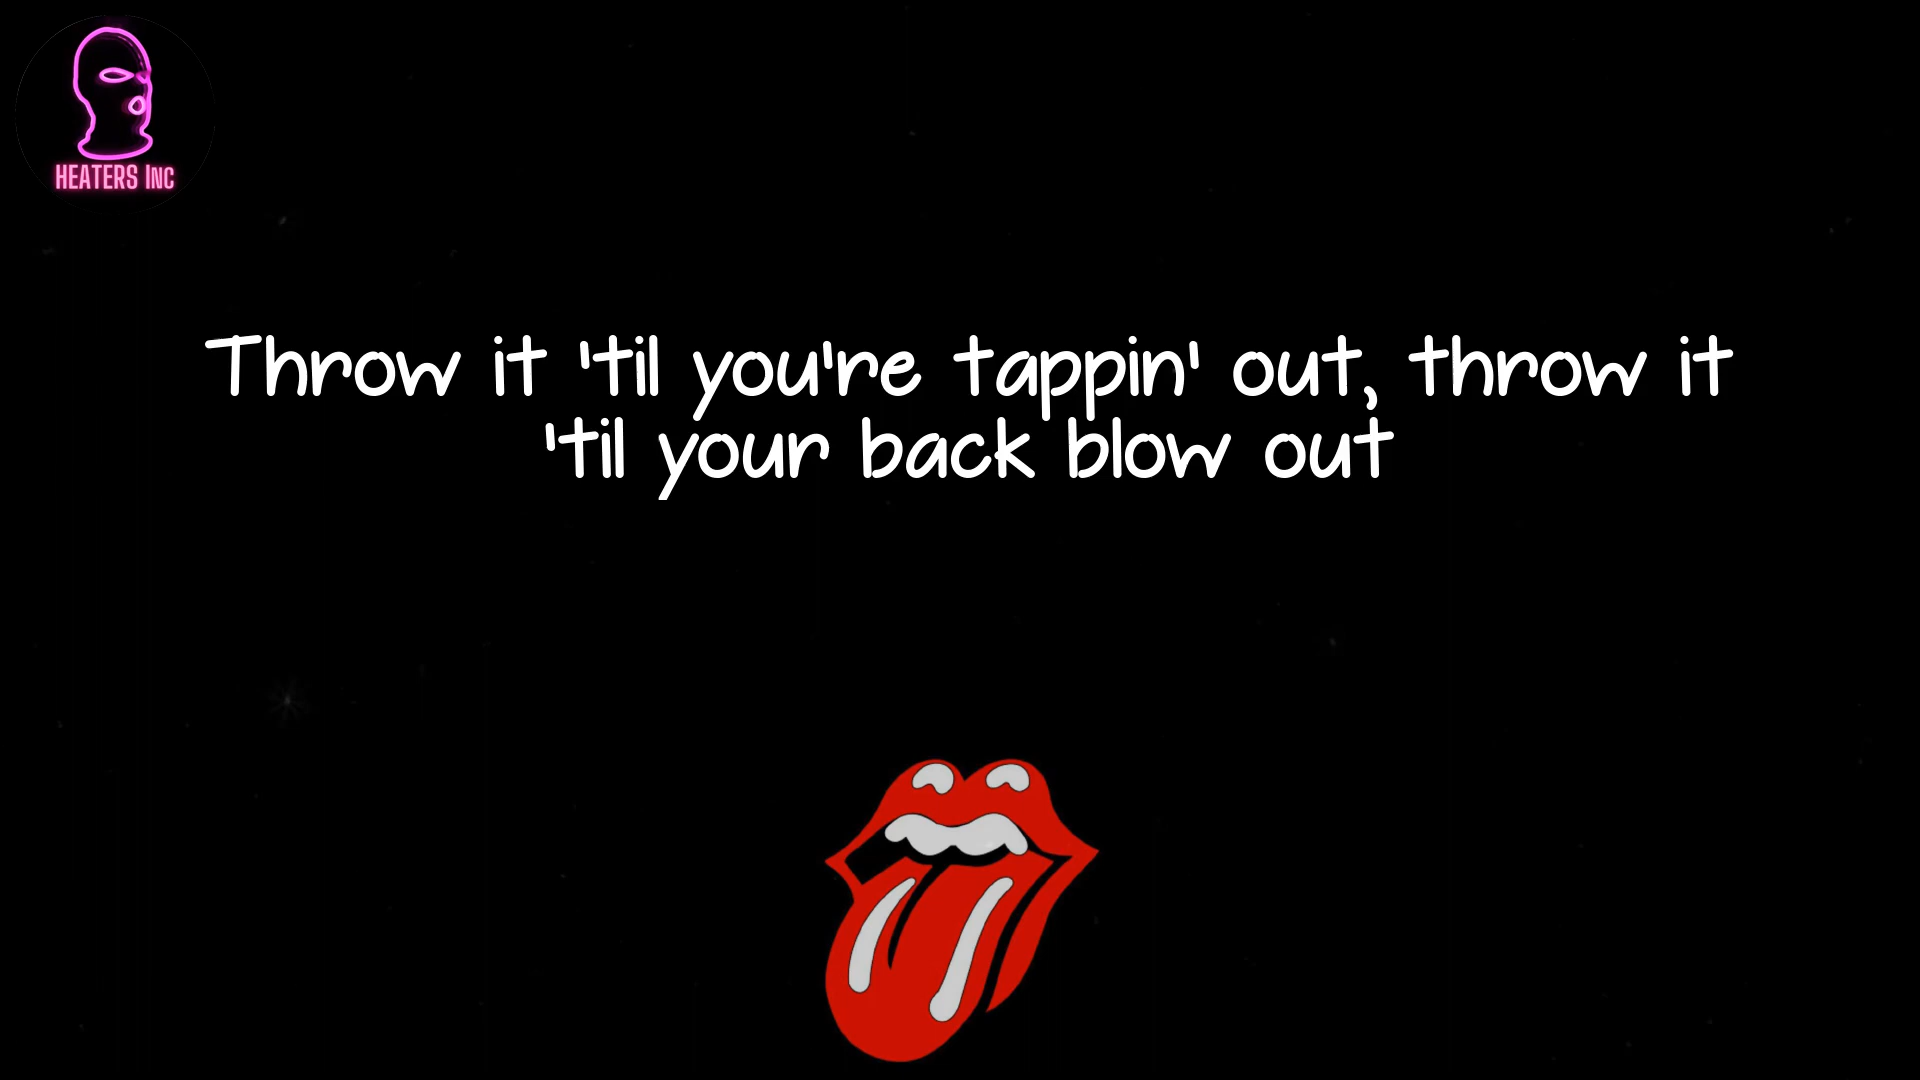 HEATERS INC
Throw it 'til you're tappin' out, throw it
'til your back blow out